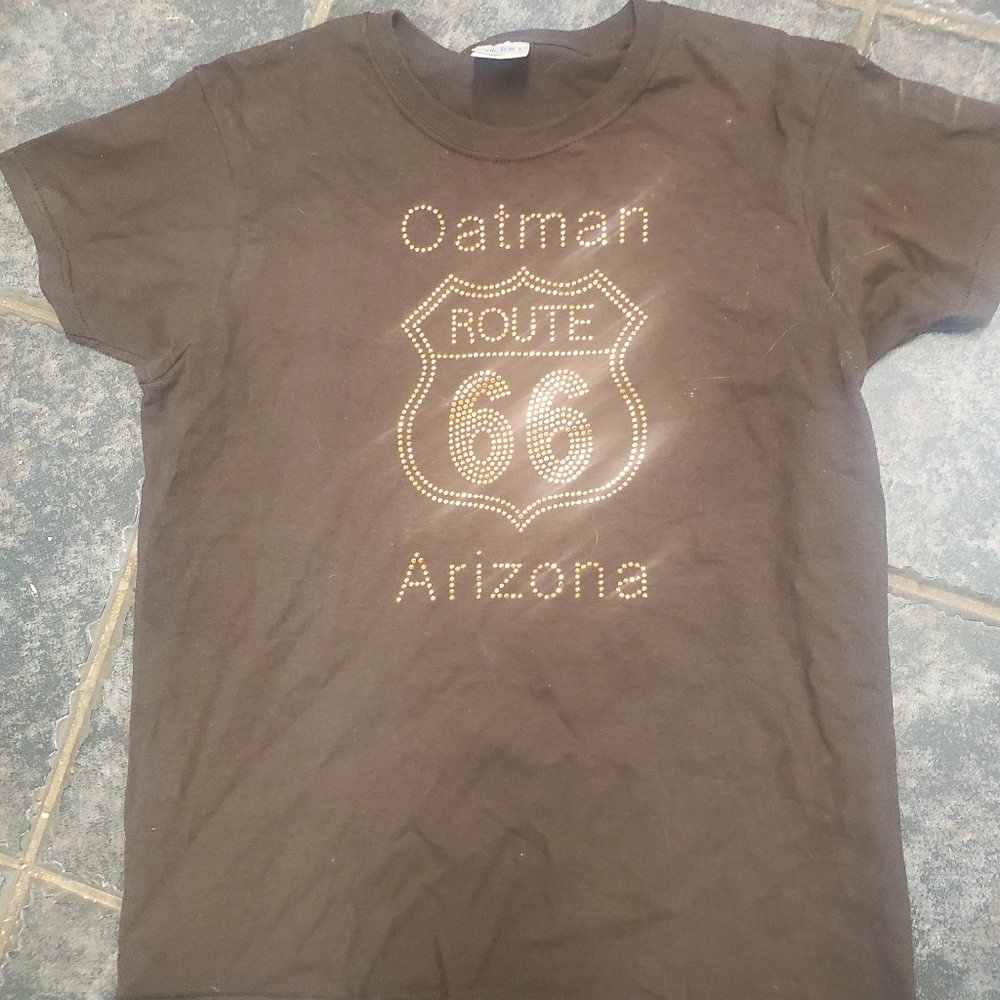 Oatman
ROUTE
66
Arizona